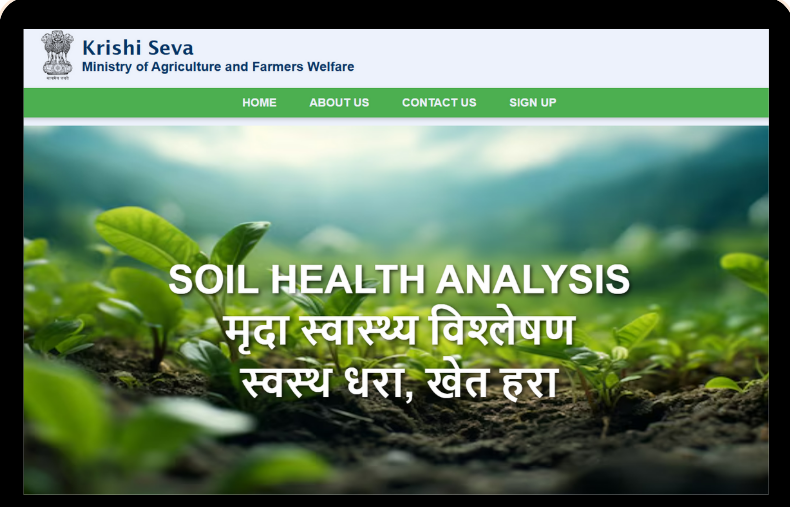 Krishi Seva
Ministry of Agriculture and Farmers Welfare
HOME ABOUT US CONTACT US SIGN UP
SOIL HEALTH ANALYSIS
मृदा स्वास्थ्य विश्लेषण
स्वस्थ धरा, खेत हरा